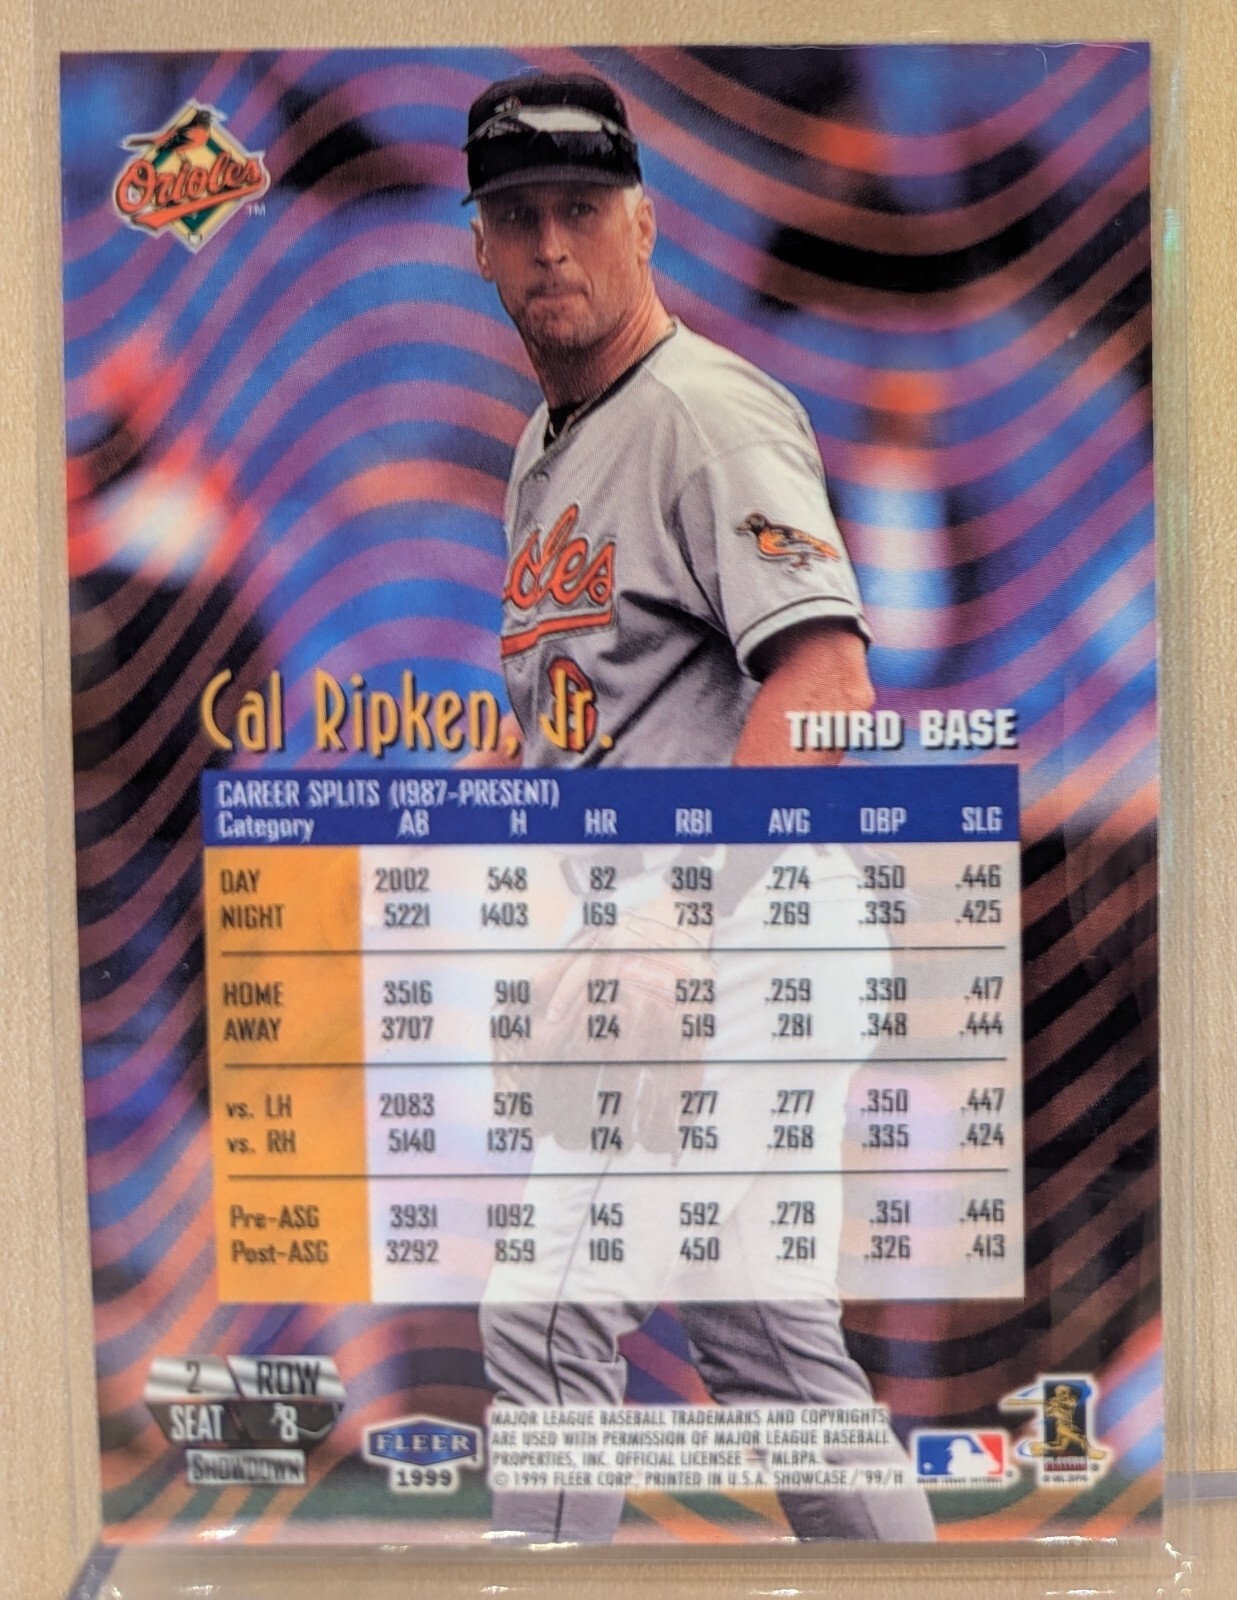 Orioles
TM
oles
8
Cal Ripken, Jr.
THIRD BASE
CAREER SPLITS (1987-PRESENT)
Category AB H HR RBI AVG OBP SLG
DAY 2002 548 82 309 .274 .350 .446
NIGHT 5221 1403 169 733 .269 .335 .425
HOME 3516 910 127 523 .259 .330 .417
AWAY 3707 1041 124 519 .281 .348 .444
vs. LH 2083 576 77 277 .277 .350 .447
vs. RH 5140 1375 174 765 .268 .335 .424
Pre-ASG 3931 1092 145 592 .278 .351 .446
Post-ASG 3292 859 106 450 .261 .326 .413
2 ROW
SEAT 8
SHOWDOWN
FLEER
1999
MAJOR LEAGUE BASEBALL TRADEMARKS AND COPYRIGHTS
ARE USED WITH PERMISSION OF MAJOR LEAGUE BASEBALL
PROPERTIES, INC. OFFICIAL LICENSEE — MLBPA.
© 1999 FLEER CORP., PRINTED IN U.S.A. SHOWCASE/'99/H
PLAYERS
© MLBPA